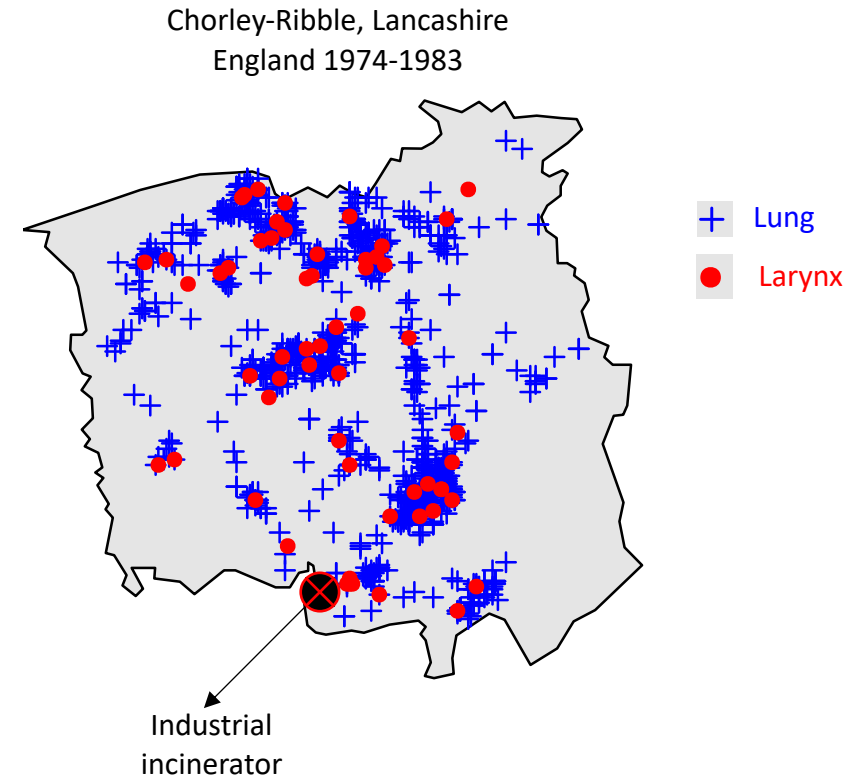 Chorley-Ribble, Lancashire
England 1974-1983
Lung
Larynx
Industrial
incinerator